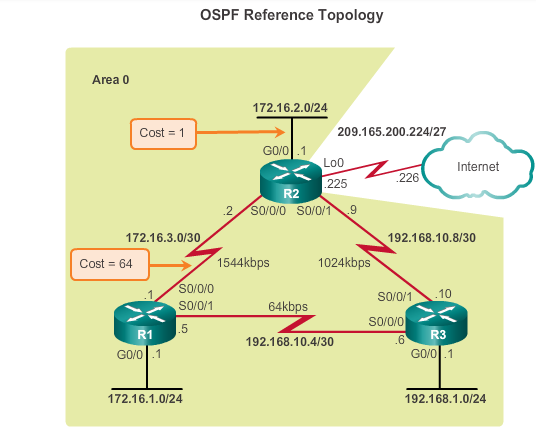 OSPF Reference Topology
Area 0
172.16.2.0/24
Cost = 1
209.165.200.224/27
G0/0 .1
Lo0
Internet
.225
.226
R2
.2 S0/0/0 S0/0/1 .9
172.16.3.0/30
192.168.10.8/30
Cost = 64
1544kbps
1024kbps
.1 S0/0/0
S0/0/1 .10
S0/0/1
64kbps
S0/0/0
R1
.5
R3
192.168.10.4/30
.6
G0/0 .1
G0/0 .1
172.16.1.0/24
192.168.1.0/24